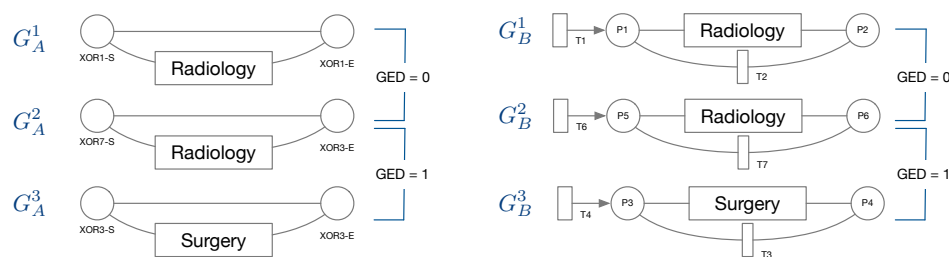 G_A^1
XOR1-S
Radiology
XOR1-E
GED = 0
G_A^2
XOR7-S
Radiology
XOR3-E
GED = 1
G_A^3
XOR3-S
Surgery
XOR3-E
G_B^1
T1
P1
Radiology
P2
T2
GED = 0
G_B^2
T6
P5
Radiology
P6
T7
GED = 1
G_B^3
T4
P3
Surgery
P4
T3